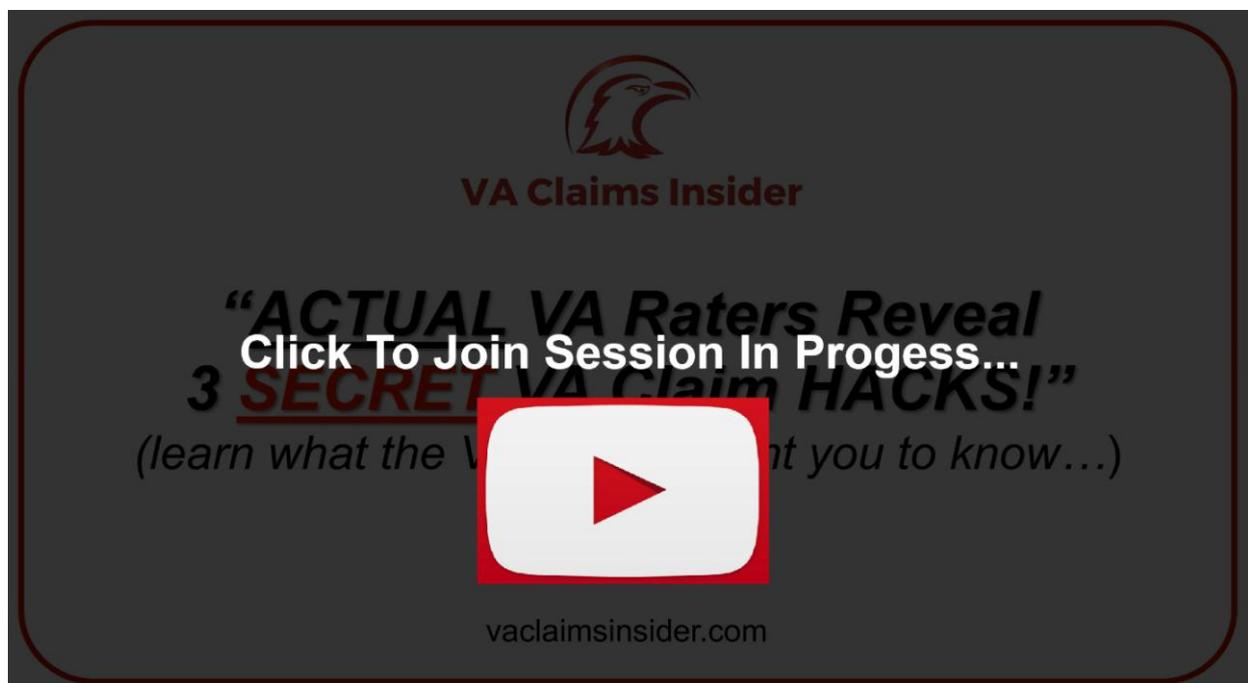 VA Claims Insider
“ACTUAL VA Raters Reveal
Click To Join Session In Progess...
3 SECRET VA Claim HACKS!”
(learn what the you to know…)
vaclaimsinsider.com